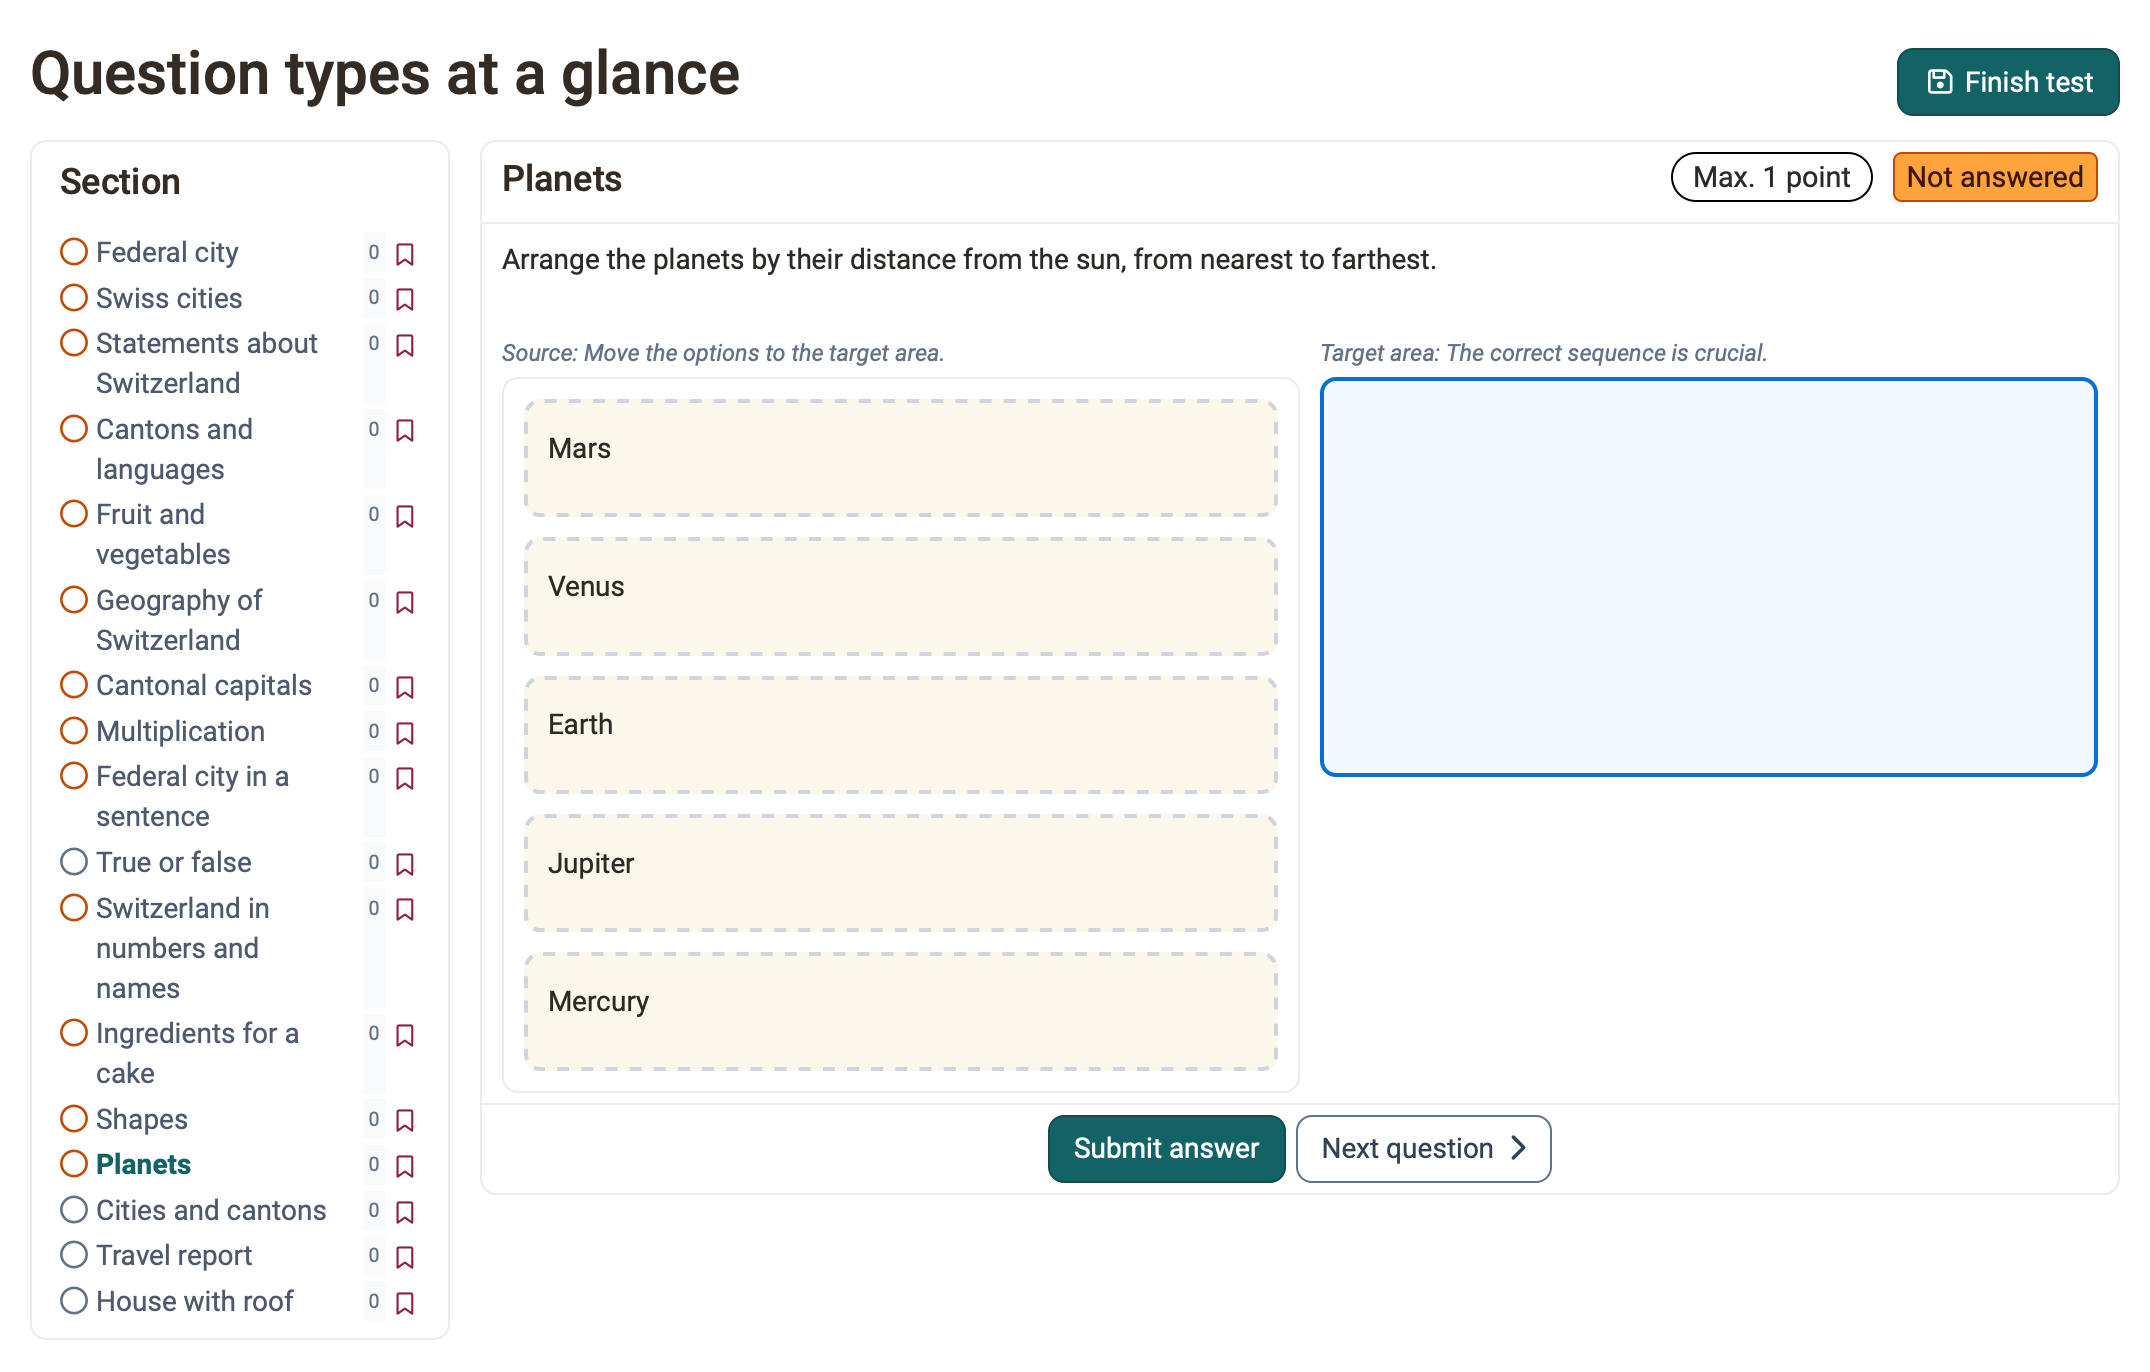 Question types at a glance
Finish test
Section
Federal city 0
Swiss cities 0
Statements about 0
Switzerland
Cantons and 0
languages
Fruit and 0
vegetables
Geography of 0
Switzerland
Cantonal capitals 0
Multiplication 0
Federal city in a 0
sentence
True or false 0
Switzerland in 0
numbers and
names
Ingredients for a 0
cake
Shapes 0
Planets 0
Cities and cantons 0
Travel report 0
House with roof 0
Planets
Max. 1 point
Not answered
Arrange the planets by their distance from the sun, from nearest to farthest.
Source: Move the options to the target area.
Mars
Venus
Earth
Jupiter
Mercury
Target area: The correct sequence is crucial.
Submit answer
Next question